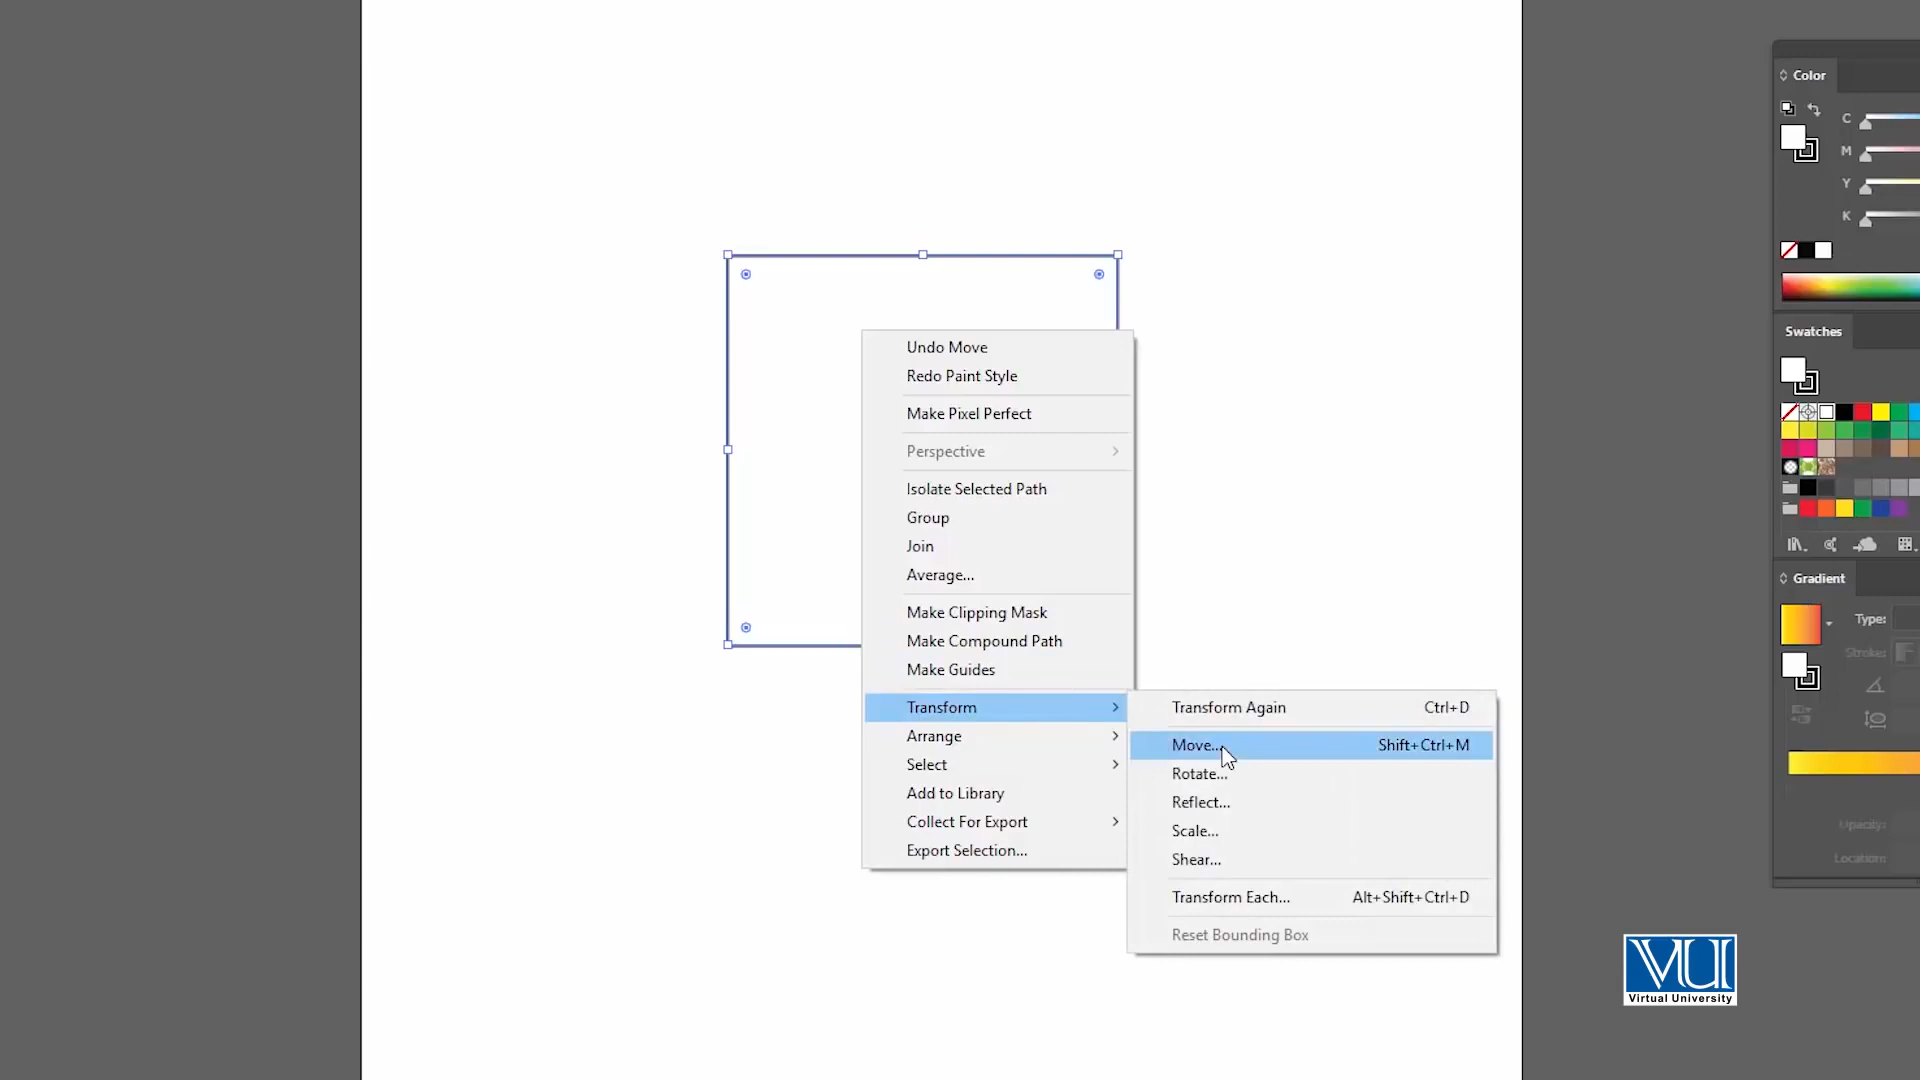 Color
C
M
Y
K
Undo Move
Redo Paint Style
Swatches
Make Pixel Perfect
Perspective
Isolate Selected Path
Group
Join
Average...
Gradient
Make Clipping Mask
Type:
Make Compound Path
Stroke:
Make Guides
Transform
Transform Again Ctrl+D
Arrange
Move... Shift+Ctrl+M
Select
Rotate...
Add to Library
Reflect...
Collect For Export
Opacity:
Scale...
Export Selection...
Location:
Shear...
Transform Each... Alt+Shift+Ctrl+D
Reset Bounding Box
VU
Virtual University